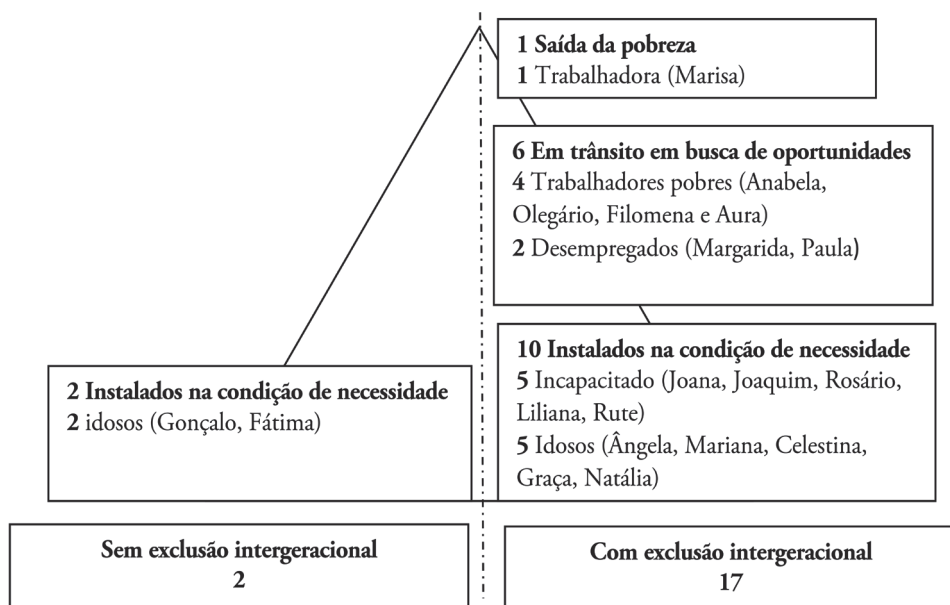 1 Saída da pobreza
1 Trabalhadora (Marisa)
6 Em trânsito em busca de oportunidades
4 Trabalhadores pobres (Anabela,
Olegário, Filomena e Aura)
2 Desempregados (Margarida, Paula)
2 Instalados na condição de necessidade
2 idosos (Gonçalo, Fátima)
10 Instalados na condição de necessidade
5 Incapacitado (Joana, Joaquim, Rosário,
Liliana, Rute)
5 Idosos (Ângela, Mariana, Celestina,
Graça, Natália)
Sem exclusão intergeracional
2
Com exclusão intergeracional
17